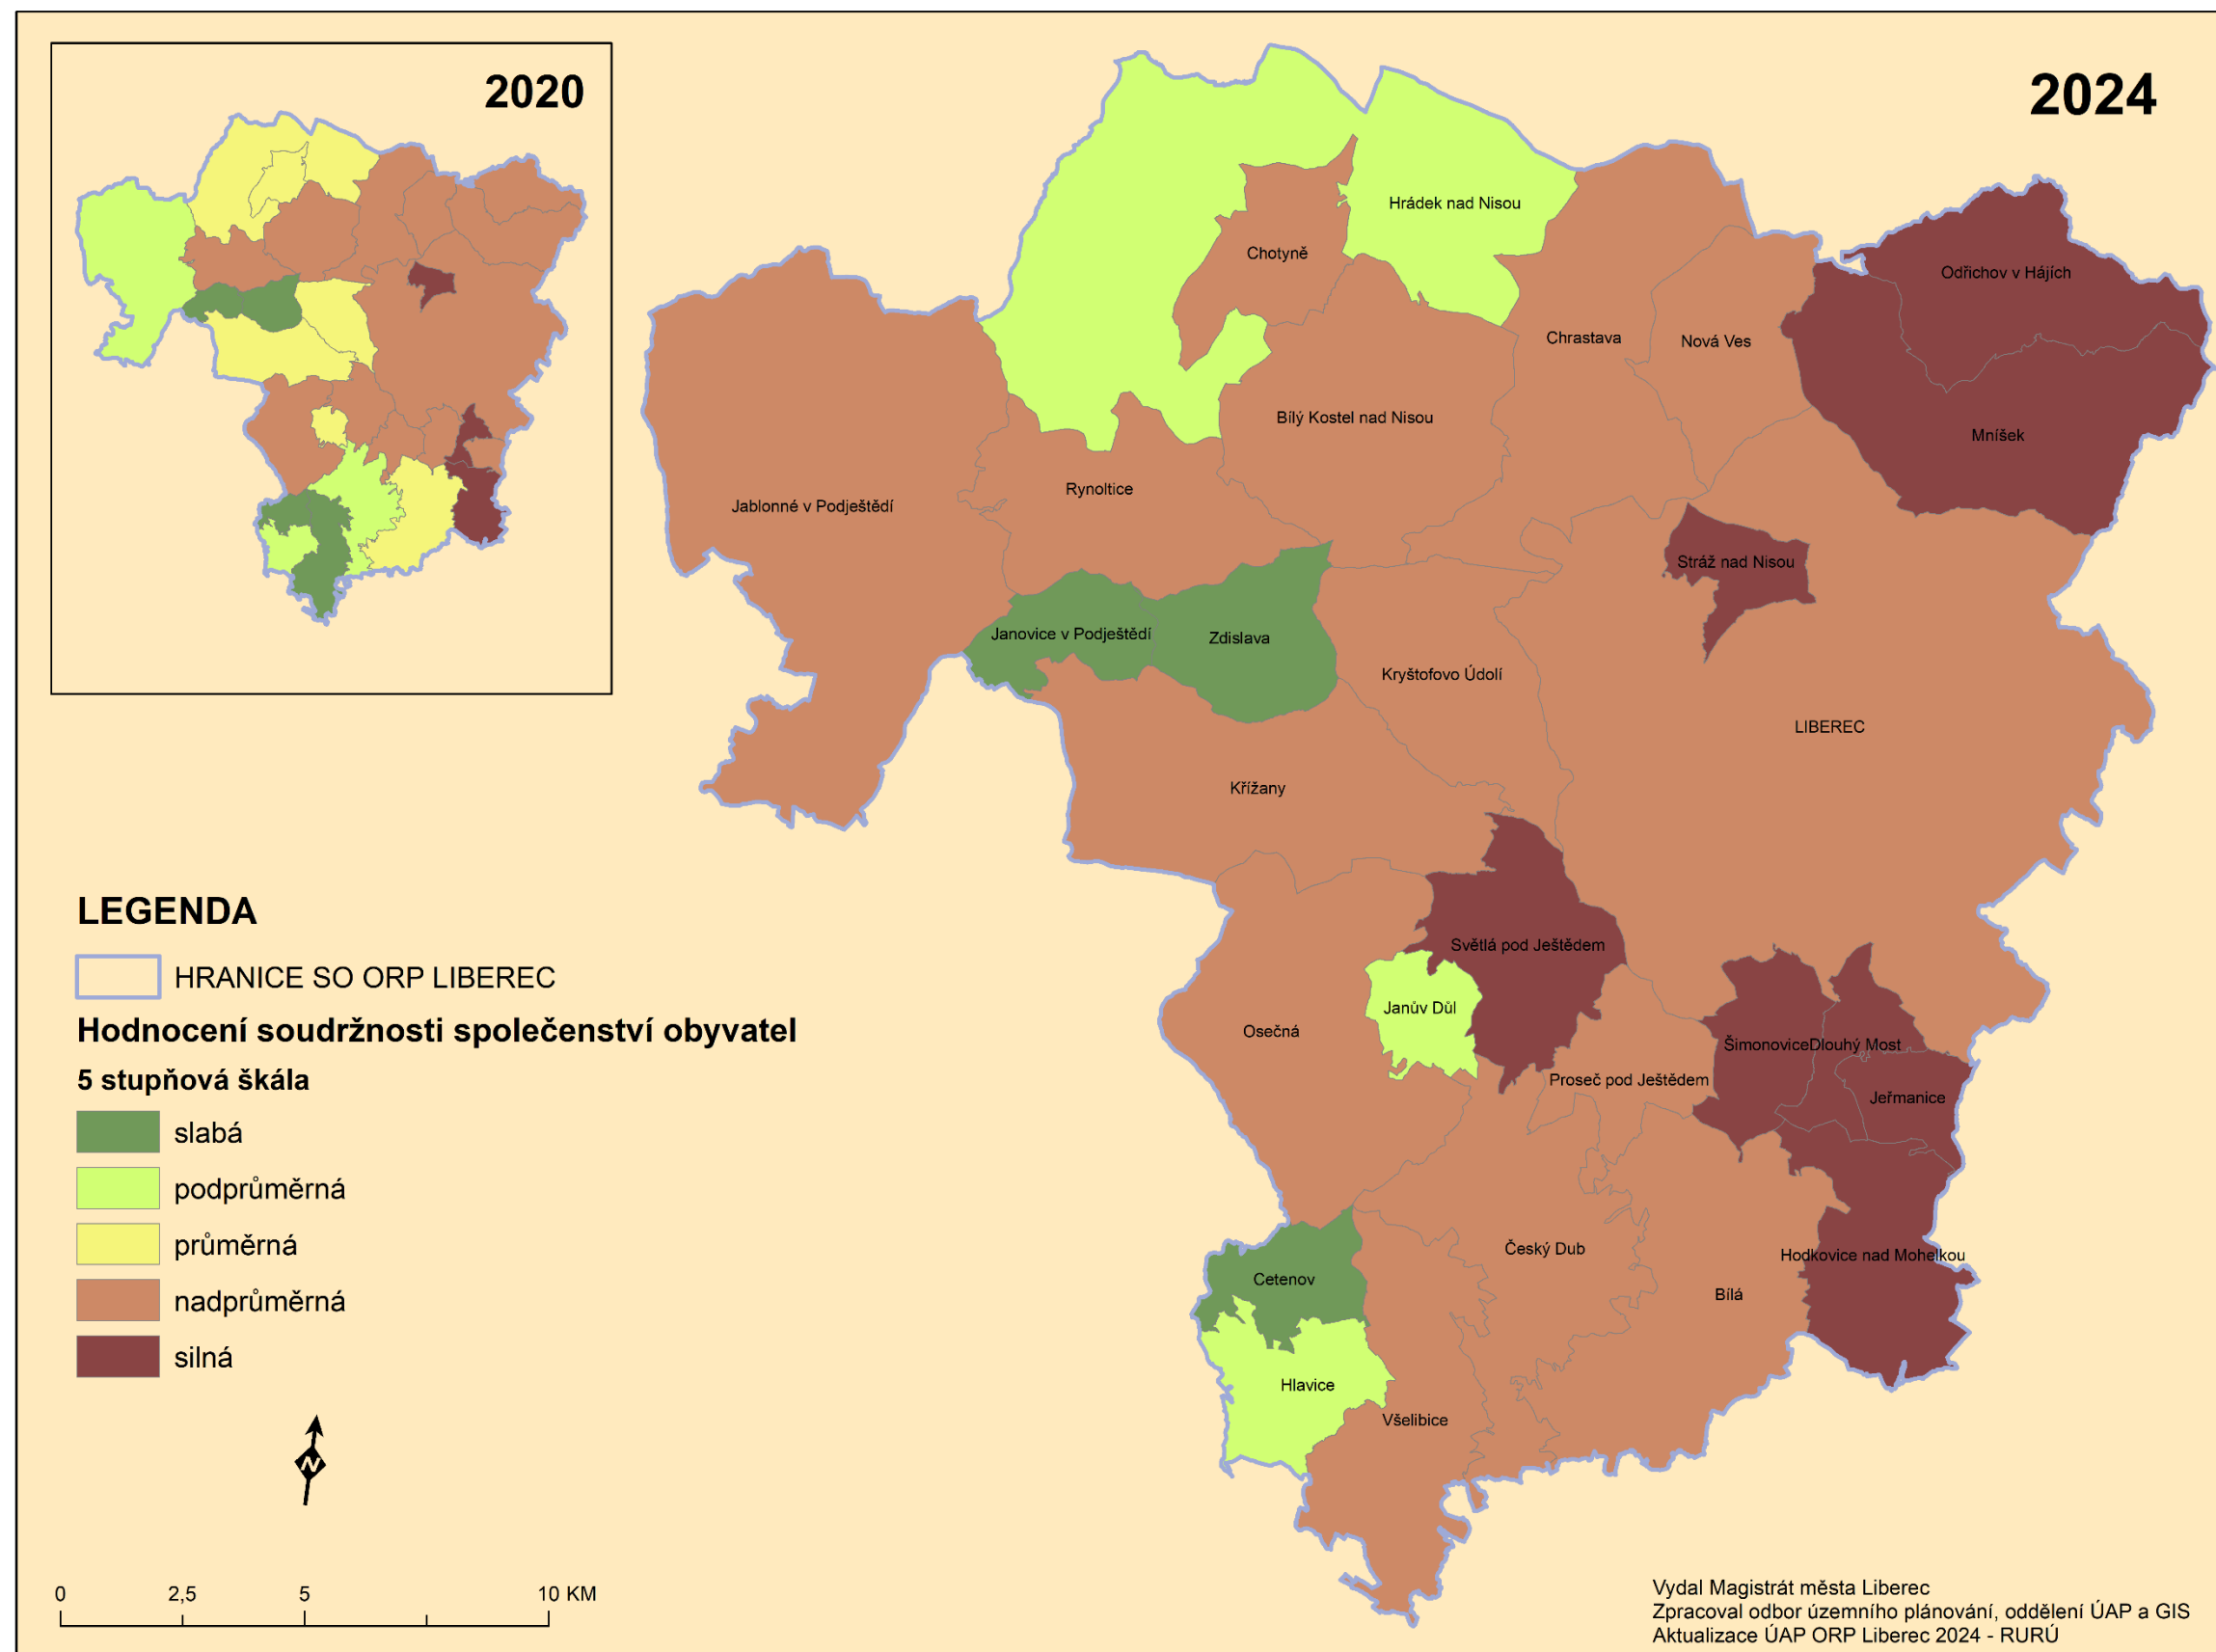 2020
2024
Hrádek nad Nisou
Chotyně
Odřichov v Hájích
Chrastava
Nová Ves
Bílý Kostel nad Nisou
Mníšek
Rynoltice
Jablonné v Podještědí
Stráž nad Nisou
Janovice v Podještědí
Zdislava
Kryštofovo Údolí
LIBEREC
Křížany
Světlá pod Ještědem
Janův Důl
Osečná
Šimonovice
Dlouhý Most
Proseč pod Ještědem
Jeřmanice
Český Dub
Hodkovice nad Mohelkou
Cetenov
Bílá
Hlavice
Všelibice
LEGENDA
HRANICE SO ORP LIBEREC
Hodnocení soudržnosti společenství obyvatel
5 stupňová škála
slabá
podprůměrná
průměrná
nadprůměrná
silná
N
0 2,5 5 10 KM
Vydal Magistrát města Liberec
Zpracoval odbor územního plánování, oddělení ÚAP a GIS
Aktualizace ÚAP ORP Liberec 2024 - RURÚ